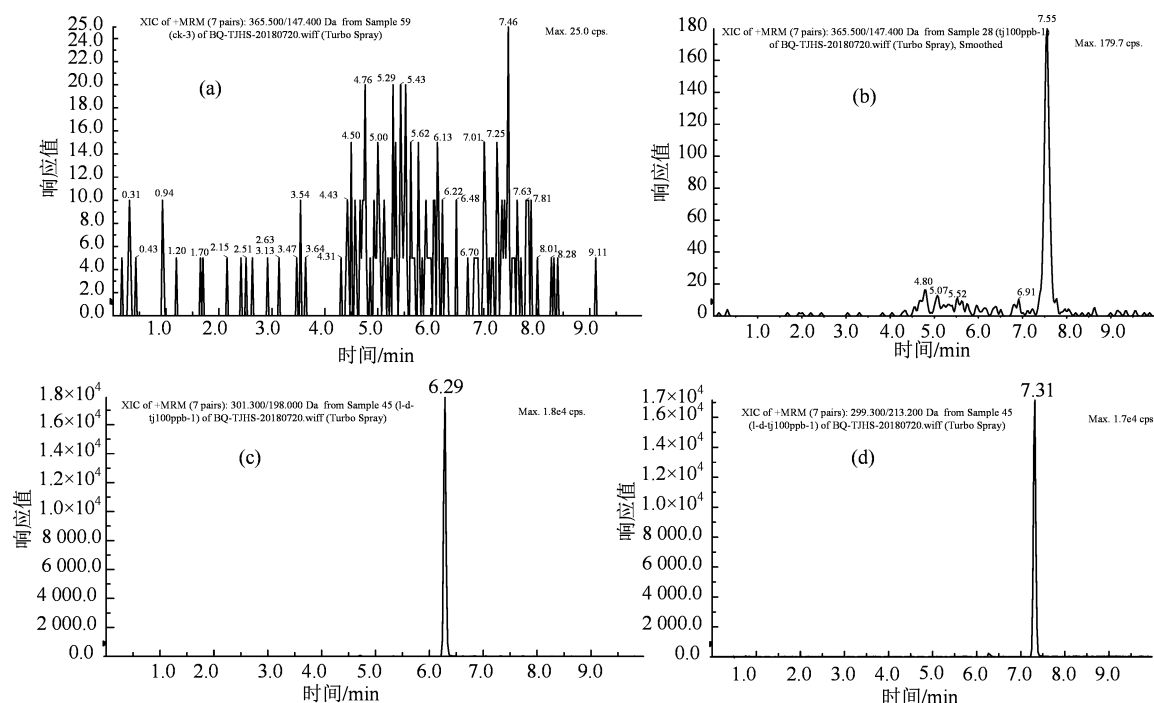 XIC of +MRM (7 pairs): 365.500/147.400 Da from Sample 59
(ck-3) of BQ-TJHS-20180720.wiff (Turbo Spray)
Max. 25.0 cps.
(a)
响应值
25.0
22.0
20.0
18.0
16.0
14.0
12.0
10.0
8.0
6.0
4.0
2.0
0.0
0.31
0.43
0.94
1.20
1.70
2.15
2.51
2.63
3.13
3.47
3.54
3.64
4.31
4.43
4.50
4.76
5.00
5.29
5.43
5.62
6.13
6.22
6.48
6.70
7.01
7.25
7.46
7.63
7.81
8.01
8.28
9.11
1.0 2.0 3.0 4.0 5.0 6.0 7.0 8.0 9.0
时间/min
XIC of +MRM (7 pairs): 365.500/147.400 Da from Sample 28 (tj100ppb-1
of BQ-TJHS-20180720.wiff (Turbo Spray), Smoothed
Max. 179.7 cps.
(b)
响应值
180
160
140
120
100
80
60
40
20
0
4.80
5.07
5.52
6.91
7.55
1.0 2.0 3.0 4.0 5.0 6.0 7.0 8.0 9.0
时间/min
XIC of +MRM (7 pairs): 301.300/198.000 Da from Sample 45 (l-d-
tj100ppb-1) of BQ-TJHS-20180720.wiff (Turbo Spray)
Max. 1.8e4 cps.
(c)
响应值
1.8×10⁴
1.6×10⁴
1.4×10⁴
1.2×10⁴
1.0×10⁴
8 000.0
6 000.0
4 000.0
2 000.0
0.0
6.29
1.0 2.0 3.0 4.0 5.0 6.0 7.0 8.0 9.0
时间/min
XIC of +MRM (7 pairs): 299.300/213.200 Da from Sample 45
(l-d-tj100ppb-1) of BQ-TJHS-20180720.wiff (Turbo Spray)
Max. 1.7e4 cps
(d)
响应值
1.7×10⁴
1.6×10⁴
1.4×10⁴
1.2×10⁴
1.0×10⁴
8 000.0
6 000.0
4 000.0
2 000.0
0.0
7.31
1.0 2.0 3.0 4.0 5.0 6.0 7.0 8.0 9.0
时间/min